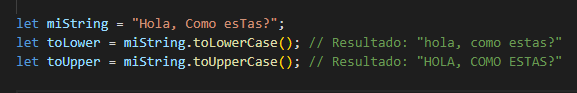 let miString = "Hola, Como esTas?";
let toLower = miString.toLowerCase(); // Resultado: "hola, como estas?"
let toUpper = miString.toUpperCase(); // Resultado: "HOLA, COMO ESTAS?"